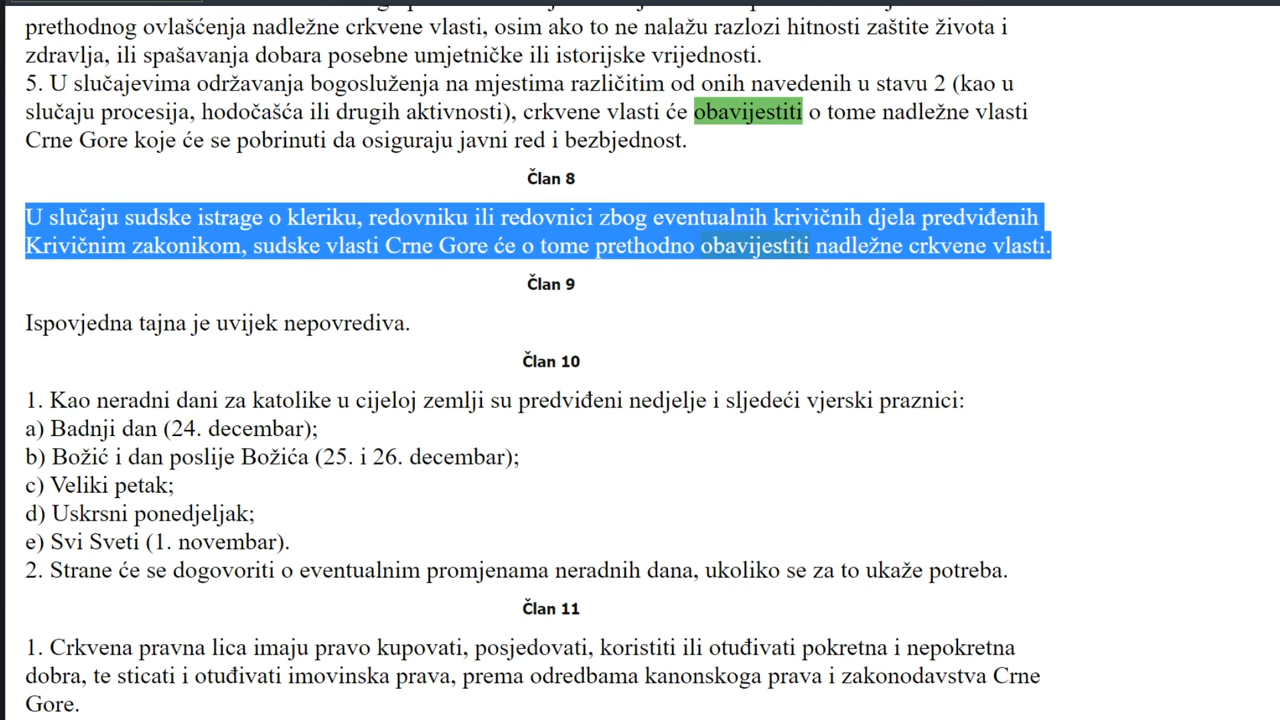 prethodnog ovlašćenja nadležne crkvene vlasti, osim ako to ne nalažu razlozi hitnosti zaštite života i
zdravlja, ili spašavanja dobara posebne umjetničke ili istorijske vrijednosti.
5. U slučajevima održavanja bogosluženja na mjestima različitim od onih navedenih u stavu 2 (kao u
slučaju procesija, hodočašća ili drugih aktivnosti), crkvene vlasti će obavijestiti o tome nadležne vlasti
Crne Gore koje će se pobrinuti da osiguraju javni red i bezbjednost.
Član 8
U slučaju sudske istrage o kleriku, redovniku ili redovnici zbog eventualnih krivičnih djela predviđenih
Krivičnim zakonikom, sudske vlasti Crne Gore će o tome prethodno obavijestiti nadležne crkvene vlasti.
Član 9
Ispovjedna tajna je uvijek nepovrediva.
Član 10
1. Kao neradni dani za katolike u cijeloj zemlji su predviđeni nedjelje i sljedeći vjerski praznici:
a) Badnji dan (24. decembar);
b) Božić i dan poslije Božića (25. i 26. decembar);
c) Veliki petak;
d) Uskrsni ponedjeljak;
e) Svi Sveti (1. novembar).
2. Strane će se dogovoriti o eventualnim promjenama neradnih dana, ukoliko se za to ukaže potreba.
Član 11
1. Crkvena pravna lica imaju pravo kupovati, posjedovati, koristiti ili otuđivati pokretna i nepokretna
dobra, te sticati i otuđivati imovinska prava, prema odredbama kanonskoga prava i zakonodavstva Crne
Gore.